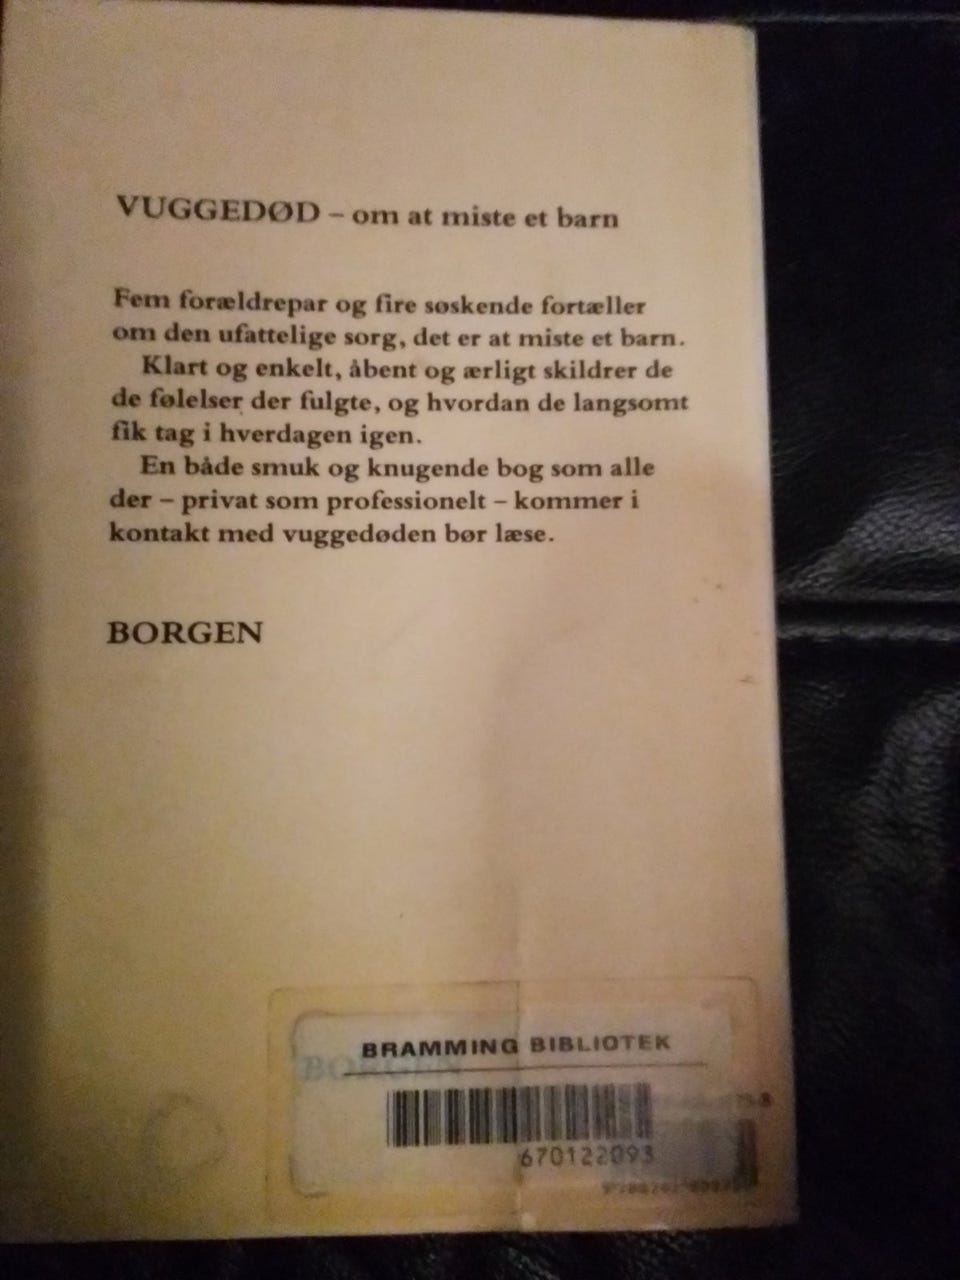 VUGGEDØD – om at miste et barn
Fem forældrepar og fire søskende fortæller
om den ufattelige sorg, det er at miste et barn.
Klart og enkelt, åbent og ærligt skildrer de
de følelser der fulgte, og hvordan de langsomt
fik tag i hverdagen igen.
En både smuk og knugende bog som alle
der – privat som professionelt – kommer i
kontakt med vuggedøden bør læse.
BORGEN
BRAMMING BIBLIOTEK
BORGEN
670122093